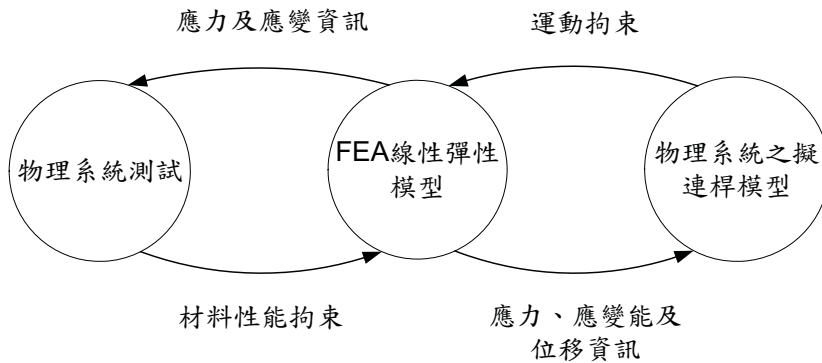 應力及應變資訊
運動拘束
物理系統測試
FEA線性彈性
模型
物理系統之擬
連桿模型
材料性能拘束
應力、應變能及
位移資訊